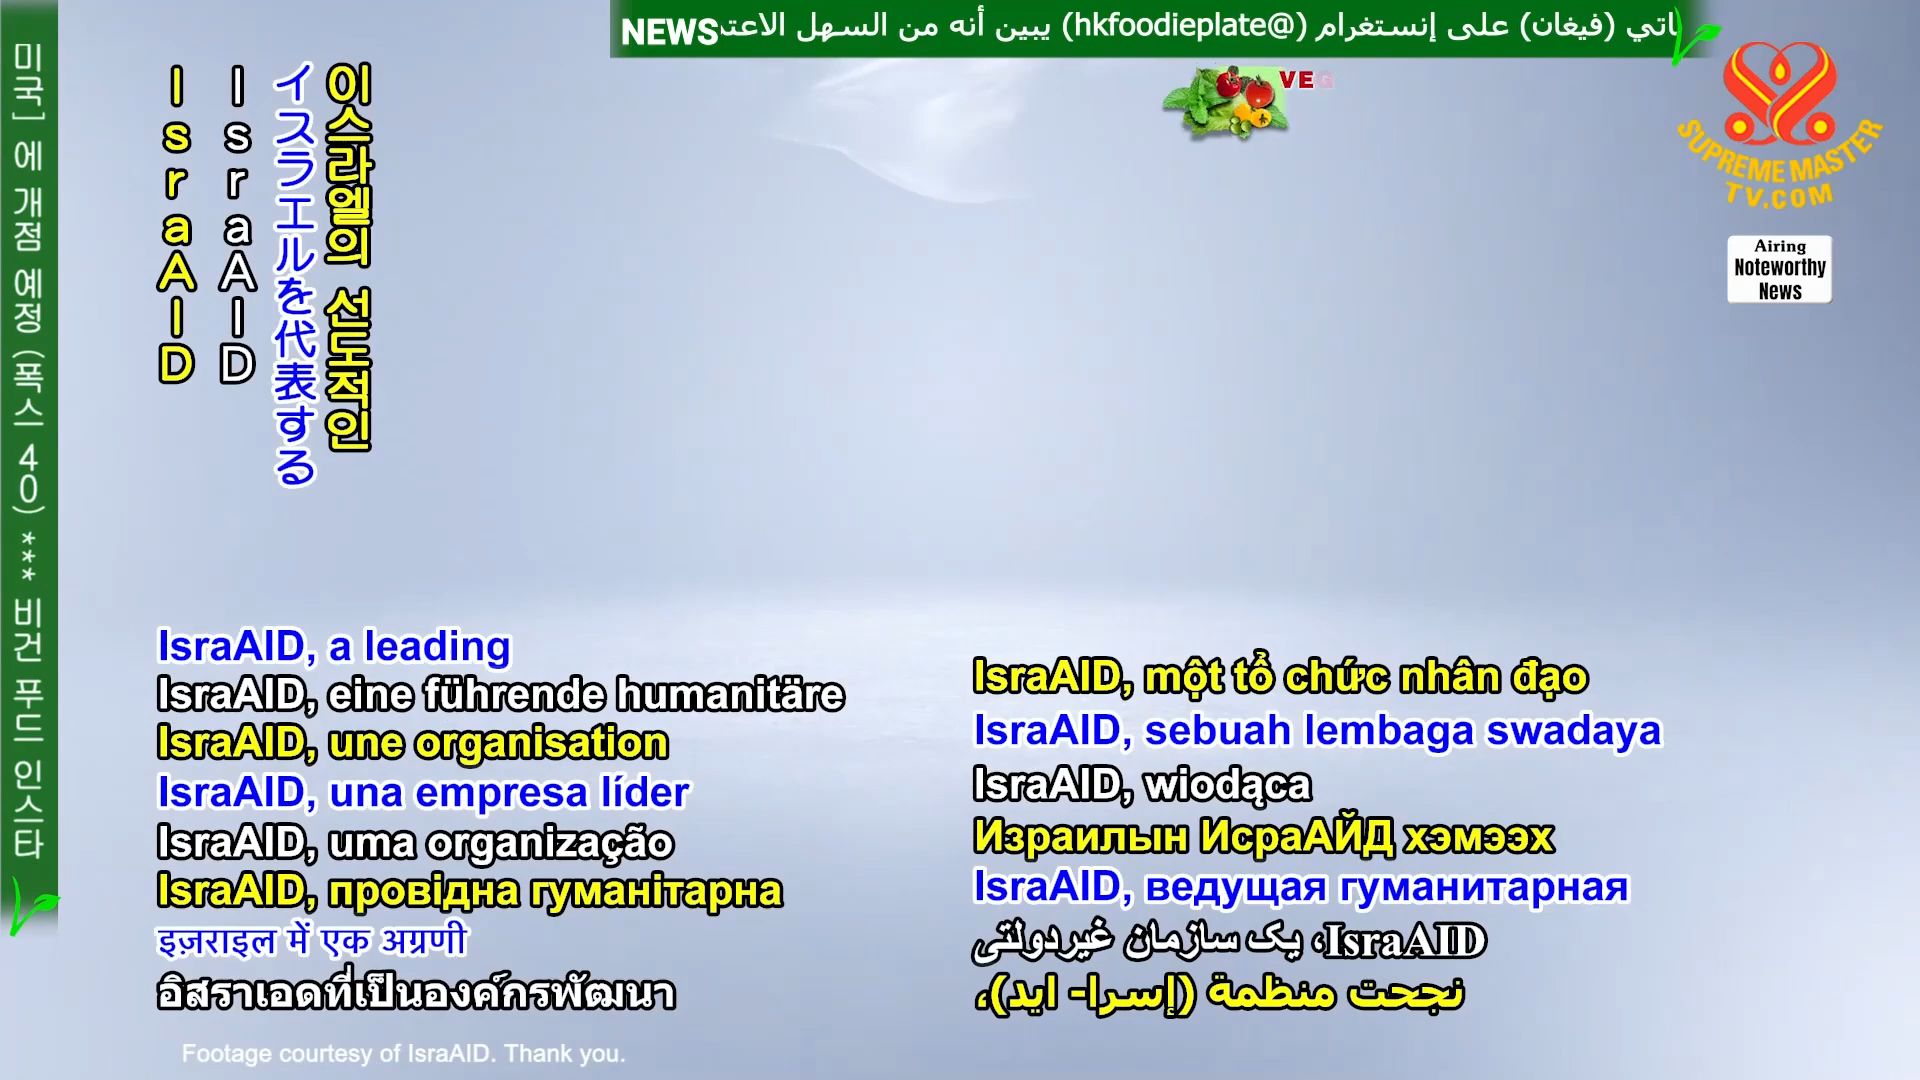 NEWS
اتي (فيغان) على إنستغرام (@hkfoodieplate) يبين أنه من السهل الاعتـ
미국] 에 개점 예정 (폭스 40) *** 비건 푸드 인스타
VEG
SUPREME MASTER
TV.COM
Airing
Noteworthy
News
이스라엘의 선도적인
イスラエルを代表する
IsraAID
IsraAID
IsraAID, a leading
IsraAID, eine führende humanitäre
IsraAID, une organisation
IsraAID, una empresa líder
IsraAID, uma organização
IsraAID, провідна гуманітарна
इज़राइल में एक अग्रणी
อิสราเอดที่เป็นองค์กรพัฒนา
IsraAID, một tổ chức nhân đạo
IsraAID, sebuah lembaga swadaya
IsraAID, wiodąca
Израилын ИсраАЙД хэмээх
IsraAID, ведущая гуманитарная
IsraAID، یک سازمان غیردولتی
نجحت منظمة (إسرا- ايد)،
Footage courtesy of IsraAID. Thank you.